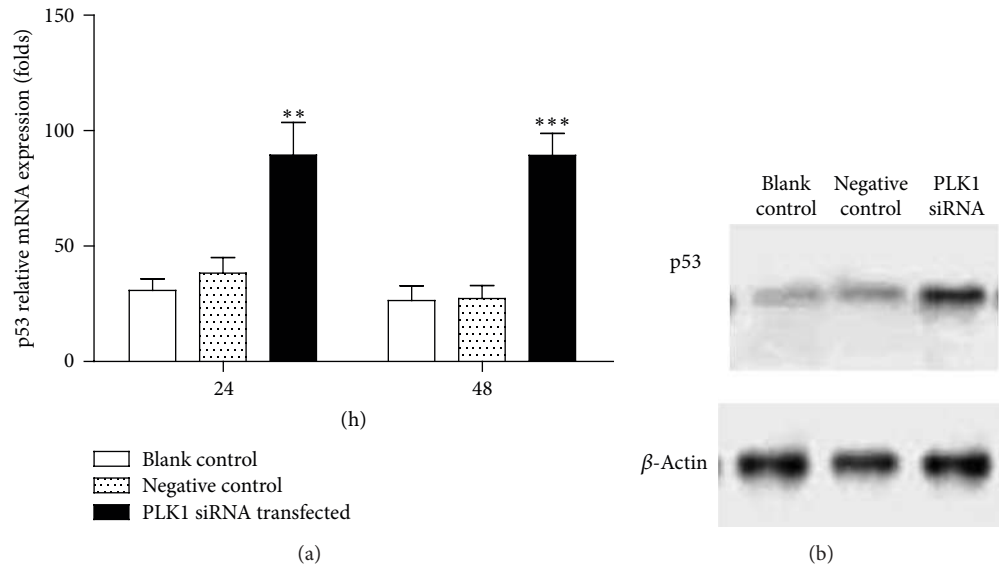 150
100
50
0
p53 relative mRNA expression (folds)
**
***
24
48
(h)
Blank control
Negative control
PLK1 siRNA transfected
(a)
Blank Negative PLK1
control control siRNA
p53
β-Actin
(b)